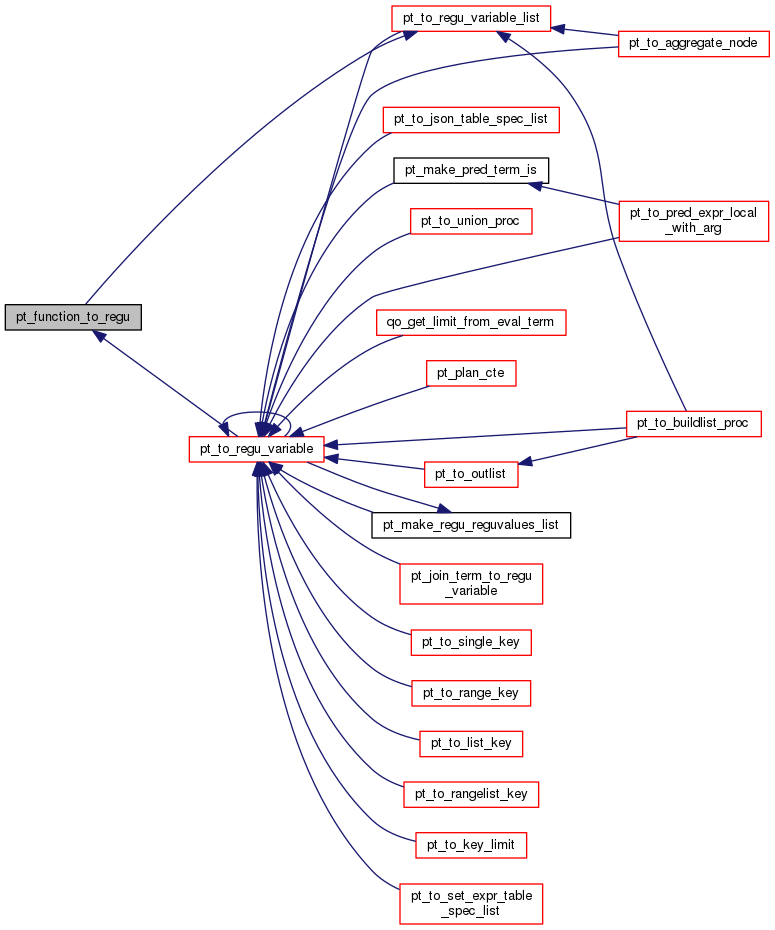 pt_to_regu_variable_list
pt_to_aggregate_node
pt_to_json_table_spec_list
pt_make_pred_term_is
pt_to_union_proc
pt_to_pred_expr_local
_with_arg
pt_function_to_regu
qo_get_limit_from_eval_term
pt_plan_cte
pt_to_buildlist_proc
pt_to_regu_variable
pt_to_outlist
pt_make_regu_reguvalues_list
pt_join_term_to_regu
_variable
pt_to_single_key
pt_to_range_key
pt_to_list_key
pt_to_rangelist_key
pt_to_key_limit
pt_to_set_expr_table
_spec_list